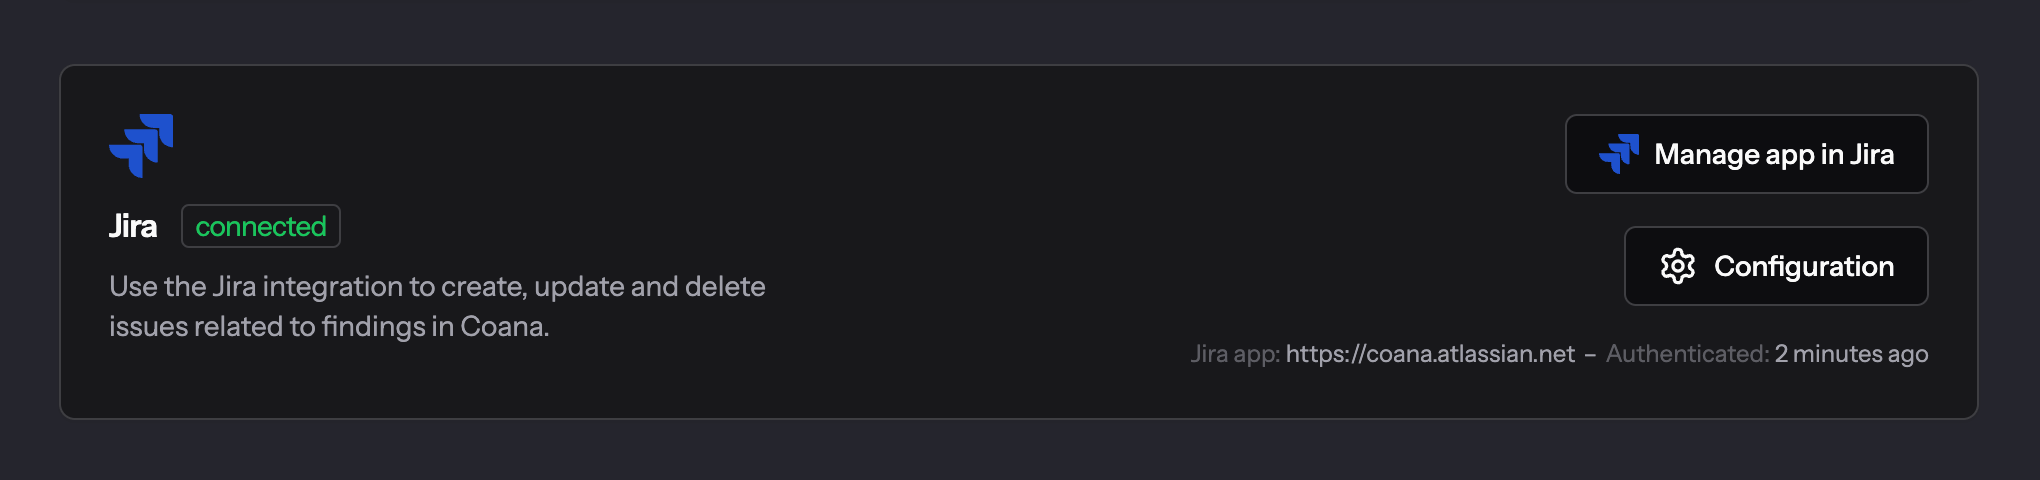 Jira connected
Use the Jira integration to create, update and delete
issues related to findings in Coana.
Manage app in Jira
Configuration
Jira app: https://coana.atlassian.net – Authenticated: 2 minutes ago